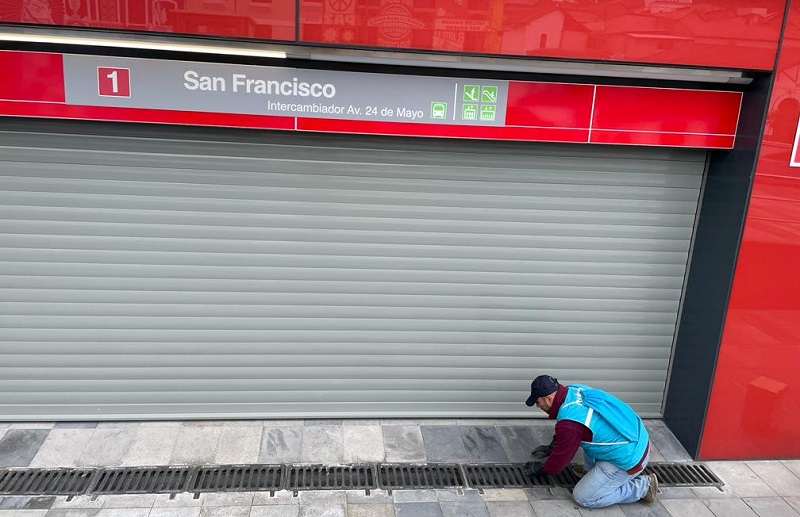 1
San Francisco
Intercambiador Av. 24 de Mayo